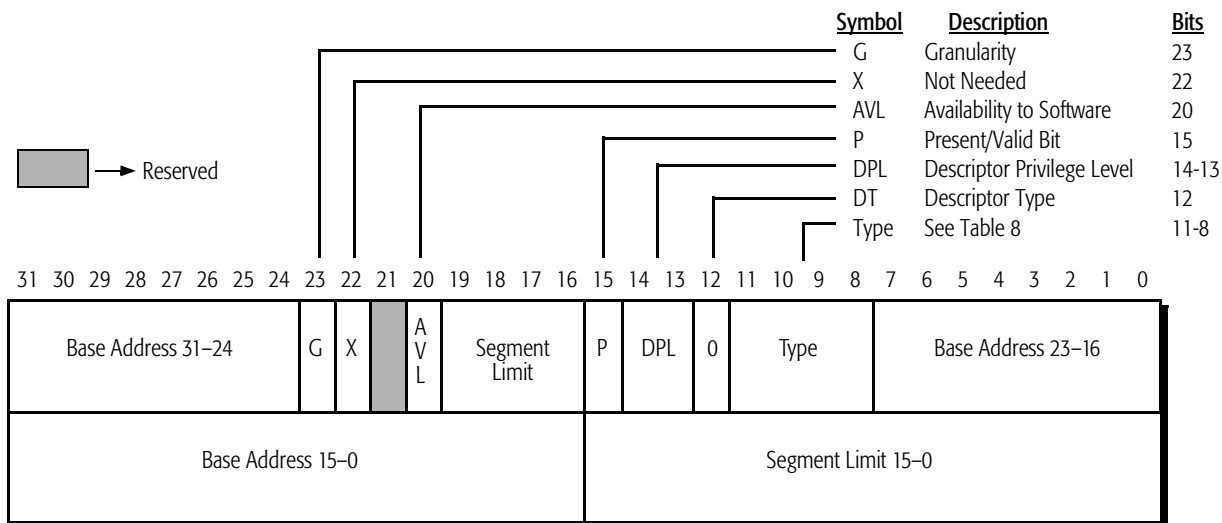 Symbol Description Bits
G Granularity 23
X Not Needed 22
AVL Availability to Software 20
P Present/Valid Bit 15
DPL Descriptor Privilege Level 14-13
DT Descriptor Type 12
Type See Table 8 11-8
Reserved
31 30 29 28 27 26 25 24 23 22 21 20 19 18 17 16 15 14 13 12 11 10 9 8 7 6 5 4 3 2 1 0
Base Address 31–24
G
X
A
V
L
Segment
Limit
P
DPL
0
Type
Base Address 23–16
Base Address 15–0
Segment Limit 15–0